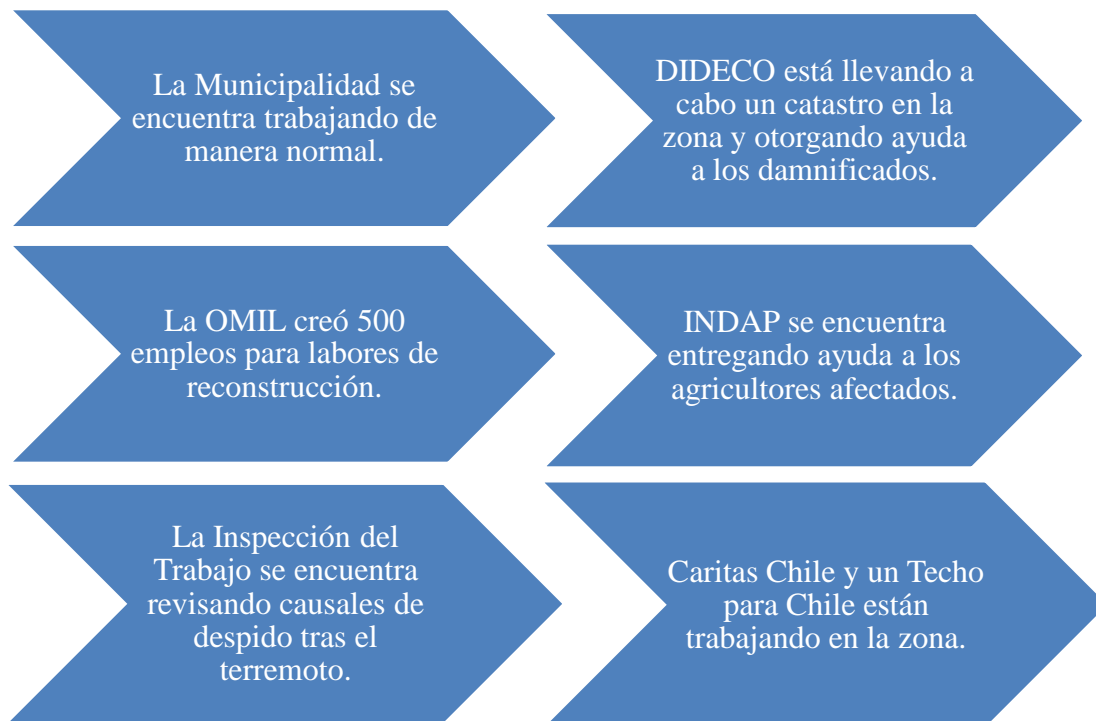 La Municipalidad se
encuentra trabajando de
manera normal.
DIDECO está llevando a
cabo un catastro en la
zona y otorgando ayuda
a los damnificados.
La OMIL creó 500
empleos para labores de
reconstrucción.
INDAP se encuentra
entregando ayuda a los
agricultores afectados.
La Inspección del
Trabajo se encuentra
revisando causales de
despido tras el
terremoto.
Caritas Chile y un Techo
para Chile están
trabajando en la zona.